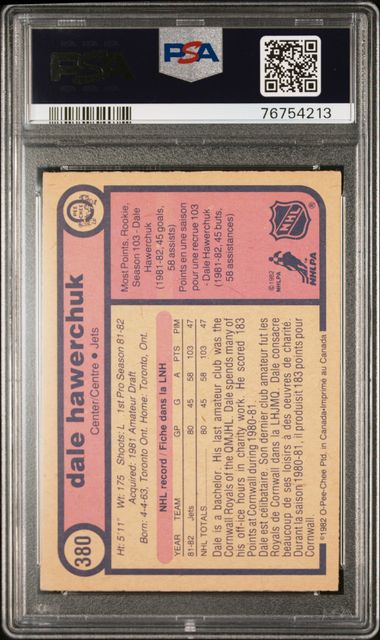 PSA
PSA
76754213
380
dale hawerchuk
Center/Centre • Jets
O PEE CHEE
Ht: 5'11" Wt: 175 Shoots: L 1st Pro Season 81-82
Acquired: 1981 Amateur Draft
Born: 4-4-63, Toronto Ont. Home: Toronto, Ont.
NHL record / Fiche dans la LNH
YEAR TEAM GP G A PTS PIM
81-82 Jets 80 45 58 103 47
NHL TOTALS 80 45 58 103 47
Dale is a bachelor. His last amateur club was the
Cornwall Royals of the QMJHL. Dale spends many of
his off-ice hours in charity work. He scored 183
Points at Cornwall during 1980-81.
Dale est celibataire. Son dernier club amateur fut les
Royals de Cornwall dans la LHJMQ. Dale consacre
beaucoup de ses loisirs à des oeuvres de charité.
Durant la saison 1980-81, il produisit 183 points pour
Cornwall.
©1982 O-Pee-Chee Ptd. in Canada-Imprime au Canada
Most Points, Rookie,
Season 103 - Dale
Hawerchuk
(1981-82, 45 goals,
58 assists)
Points en une saison
pour une recrue 103
- Dale Hawerchuk
(1981-82, 45 buts,
58 assistances)
NHL
©1982
NHLPA
NHLPA